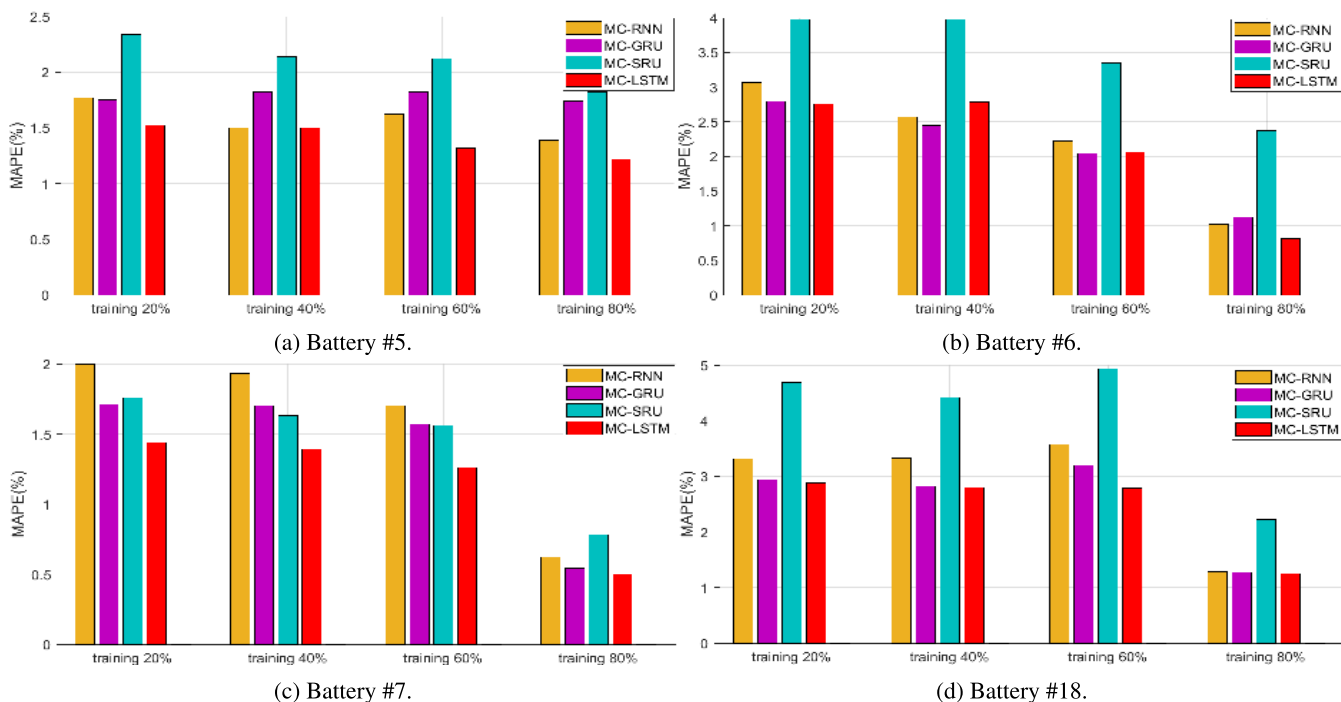 2.5
2
1.5
1
0.5
0
MAPE(%)
MC-RNN
MC-GRU
MC-SRU
MC-LSTM
training 20%
training 40%
training 60%
training 80%
(a) Battery #5.
4
3.5
3
2.5
2
1.5
1
0.5
0
MAPE(%)
MC-RNN
MC-GRU
MC-SRU
MC-LSTM
training 20%
training 40%
training 60%
training 80%
(b) Battery #6.
2
1.5
1
0.5
0
MAPE(%)
MC-RNN
MC-GRU
MC-SRU
MC-LSTM
training 20%
training 40%
training 60%
training 80%
(c) Battery #7.
5
4
3
2
1
0
MAPE(%)
MC-RNN
MC-GRU
MC-SRU
MC-LSTM
training 20%
training 40%
training 60%
training 80%
(d) Battery #18.